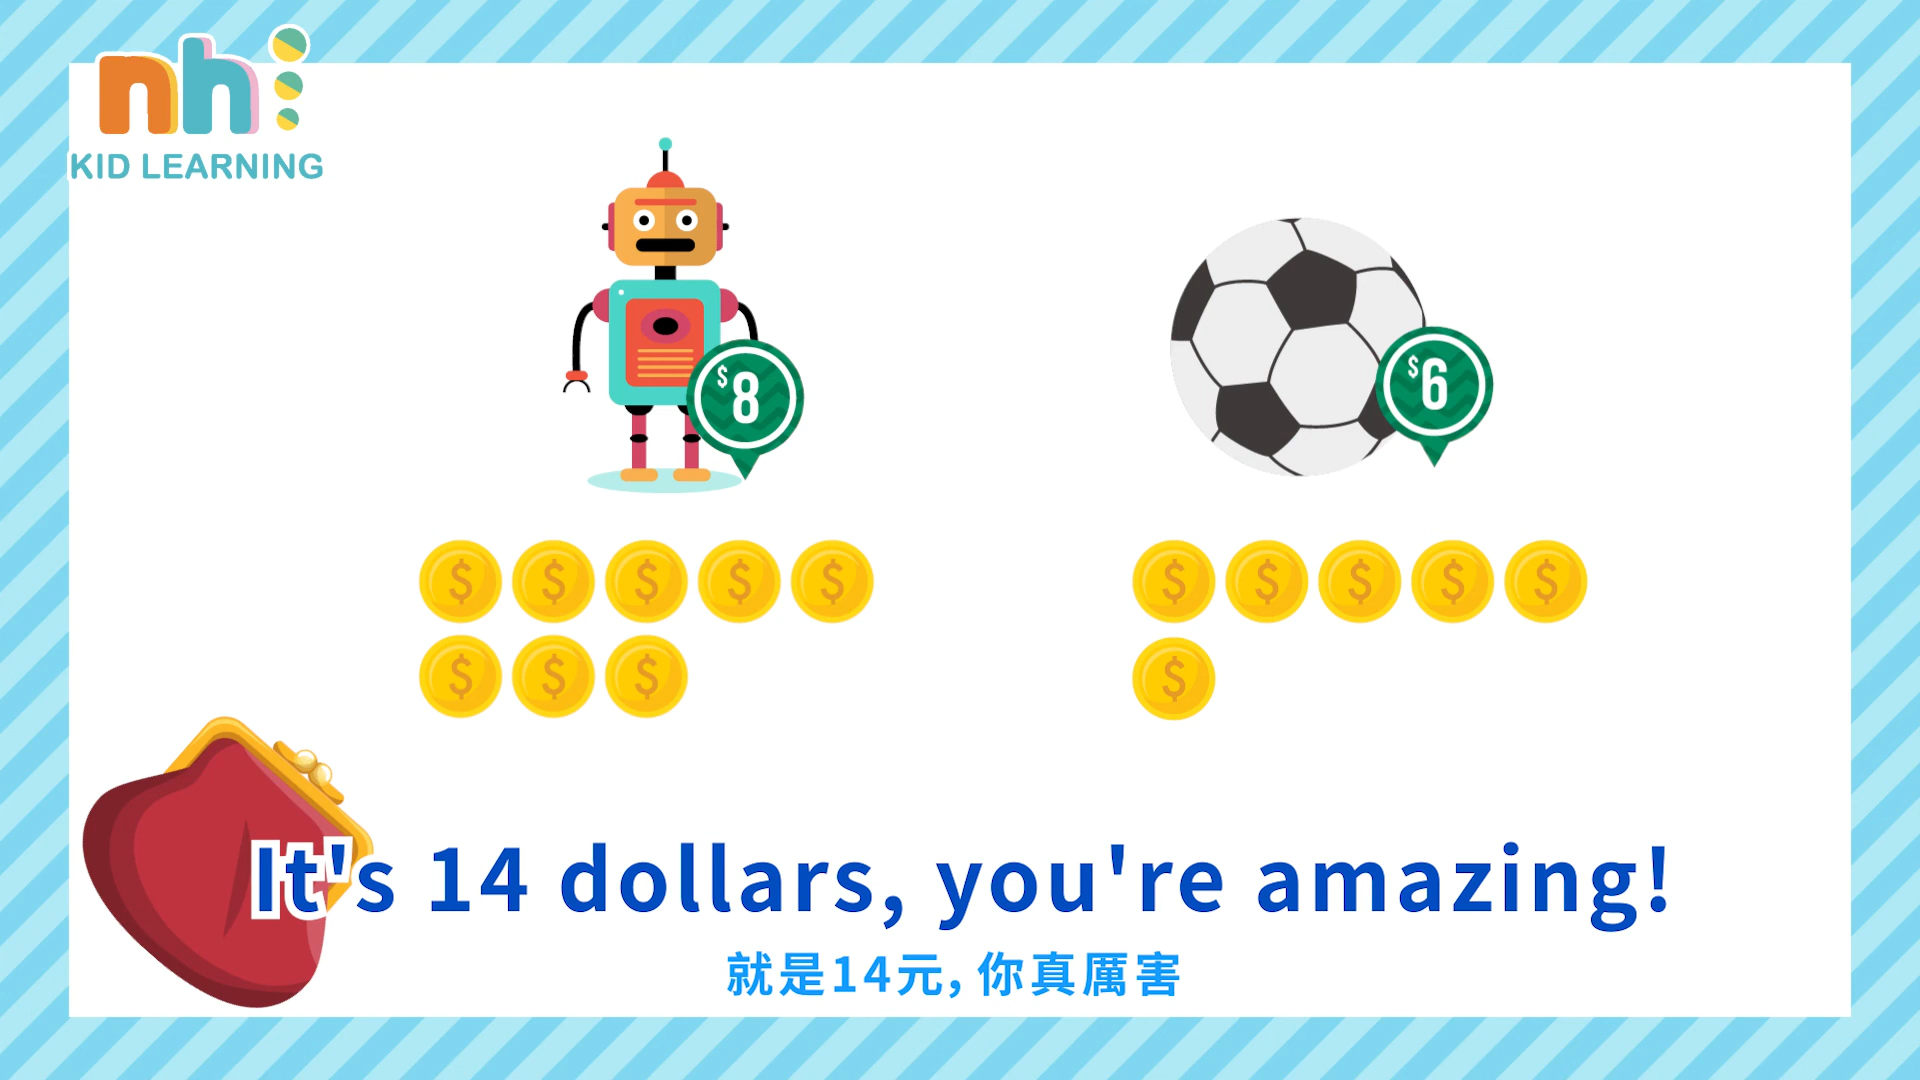 nh
KID LEARNING
$8
$6
$ $ $ $ $
$ $ $
$ $ $ $ $
$
It's 14 dollars, you're amazing!
就是14元, 你真厲害